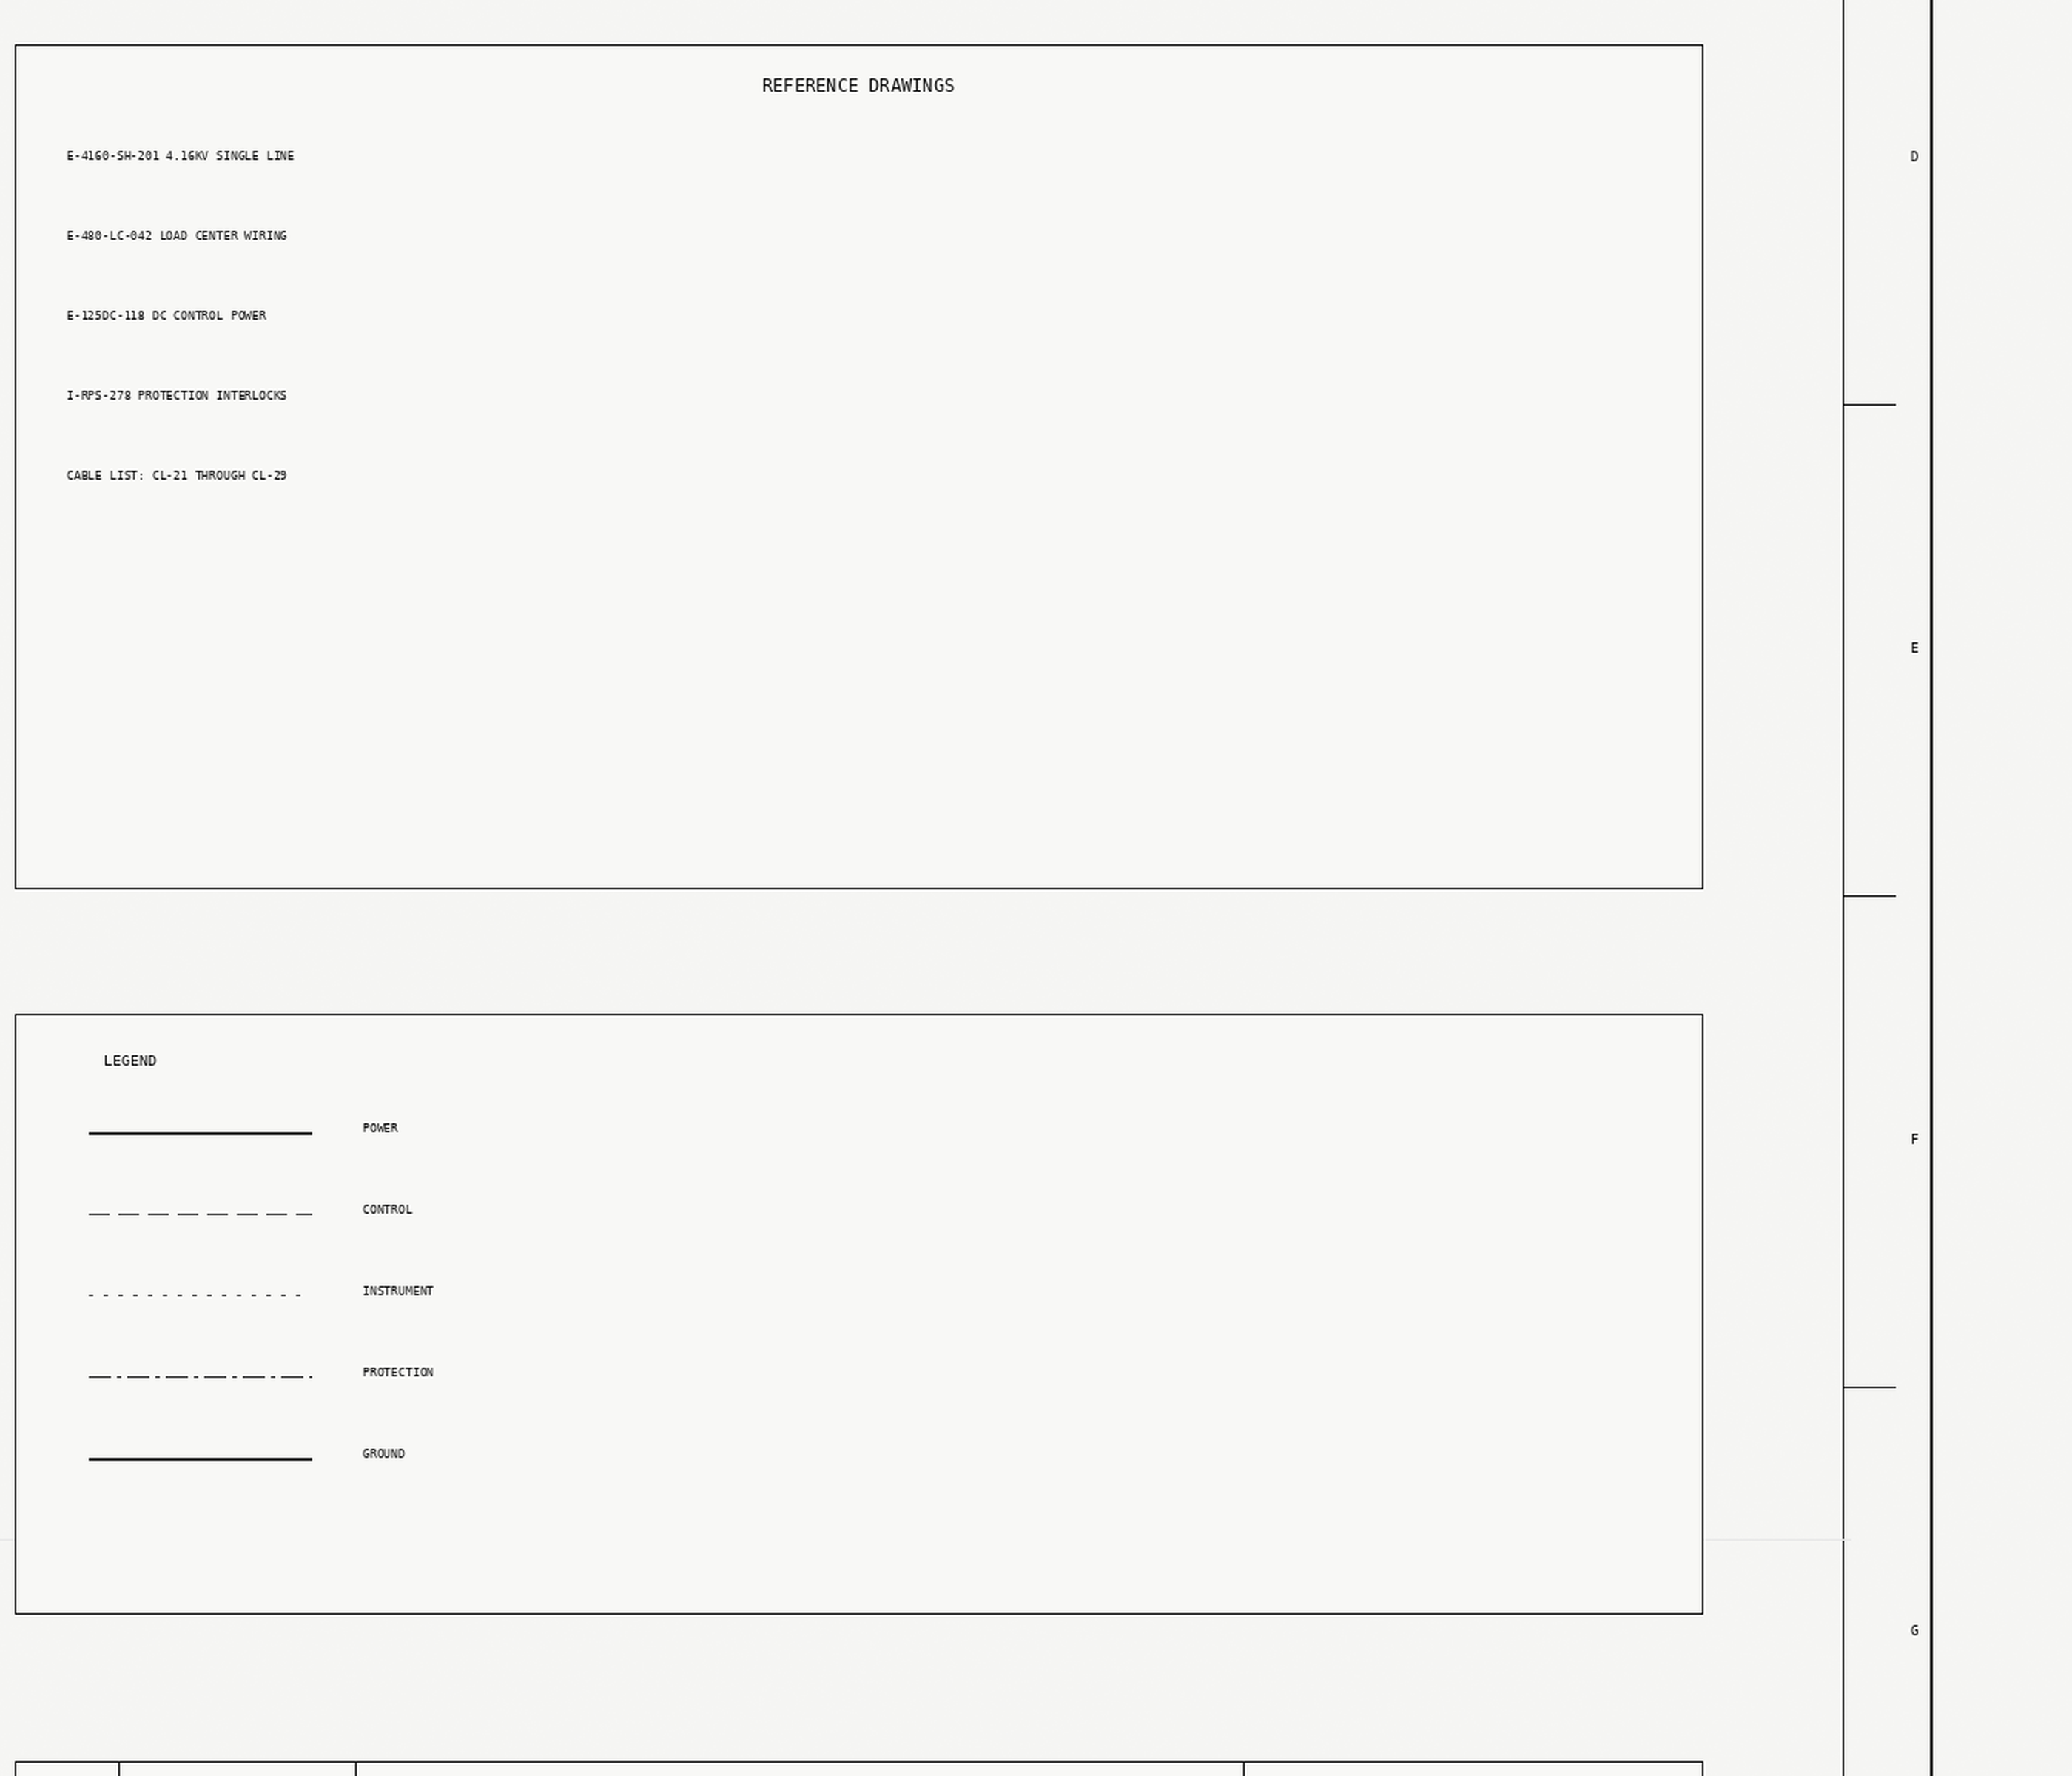 REFERENCE DRAWINGS
E-4160-SH-201 4.16KV SINGLE LINE
D
E-480-LC-042 LOAD CENTER WIRING
E-125DC-118 DC CONTROL POWER
I-RPS-278 PROTECTION INTERLOCKS
CABLE LIST: CL-21 THROUGH CL-29
E
LEGEND
POWER
F
CONTROL
INSTRUMENT
PROTECTION
GROUND
G